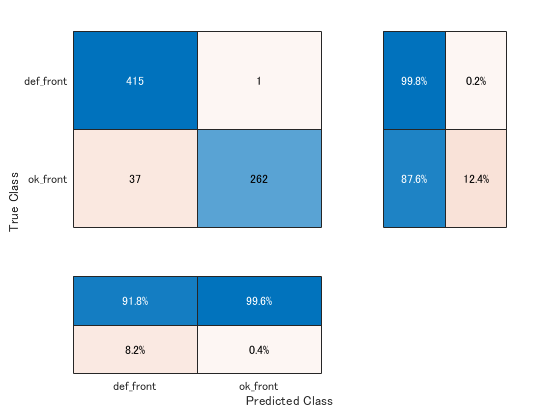 def_front
415
1
99.8%
0.2%
ok_front
37
262
87.6%
12.4%
True Class
91.8%
99.6%
8.2%
0.4%
def_front
ok_front
Predicted Class